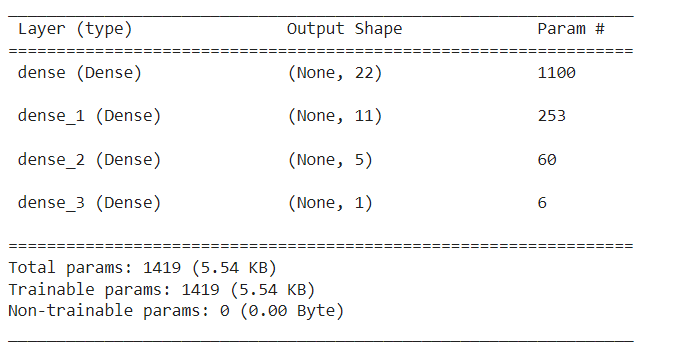 Layer (type) Output Shape Param #
=================================================================
dense (Dense) (None, 22) 1100
dense_1 (Dense) (None, 11) 253
dense_2 (Dense) (None, 5) 60
dense_3 (Dense) (None, 1) 6
=================================================================
Total params: 1419 (5.54 KB)
Trainable params: 1419 (5.54 KB)
Non-trainable params: 0 (0.00 Byte)